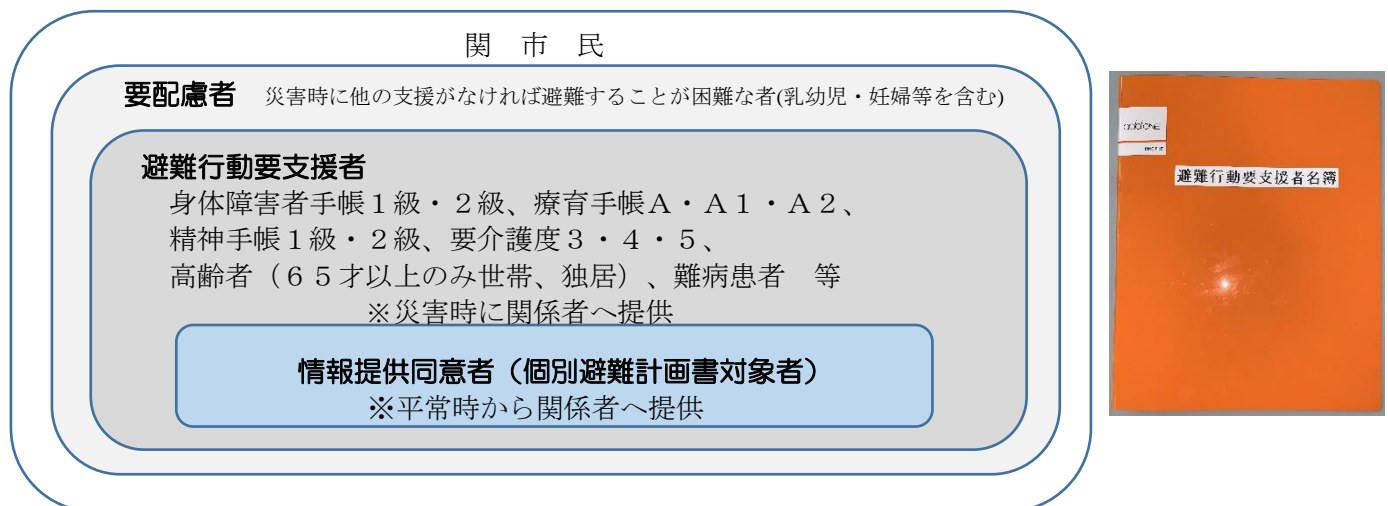 関 市 民
要配慮者 災害時に他の支援がなければ避難することが困難な者(乳幼児・妊婦等を含む)
避難行動要支援者
身体障害者手帳１級・２級、療育手帳Ａ・Ａ１・Ａ２、
精神手帳１級・２級、要介護度３・４・５、
高齢者（６５才以上のみ世帯、独居）、難病患者　等
※災害時に関係者へ提供
情報提供同意者（個別避難計画書対象者）
※平常時から関係者へ提供
避難行動要支援者名簿